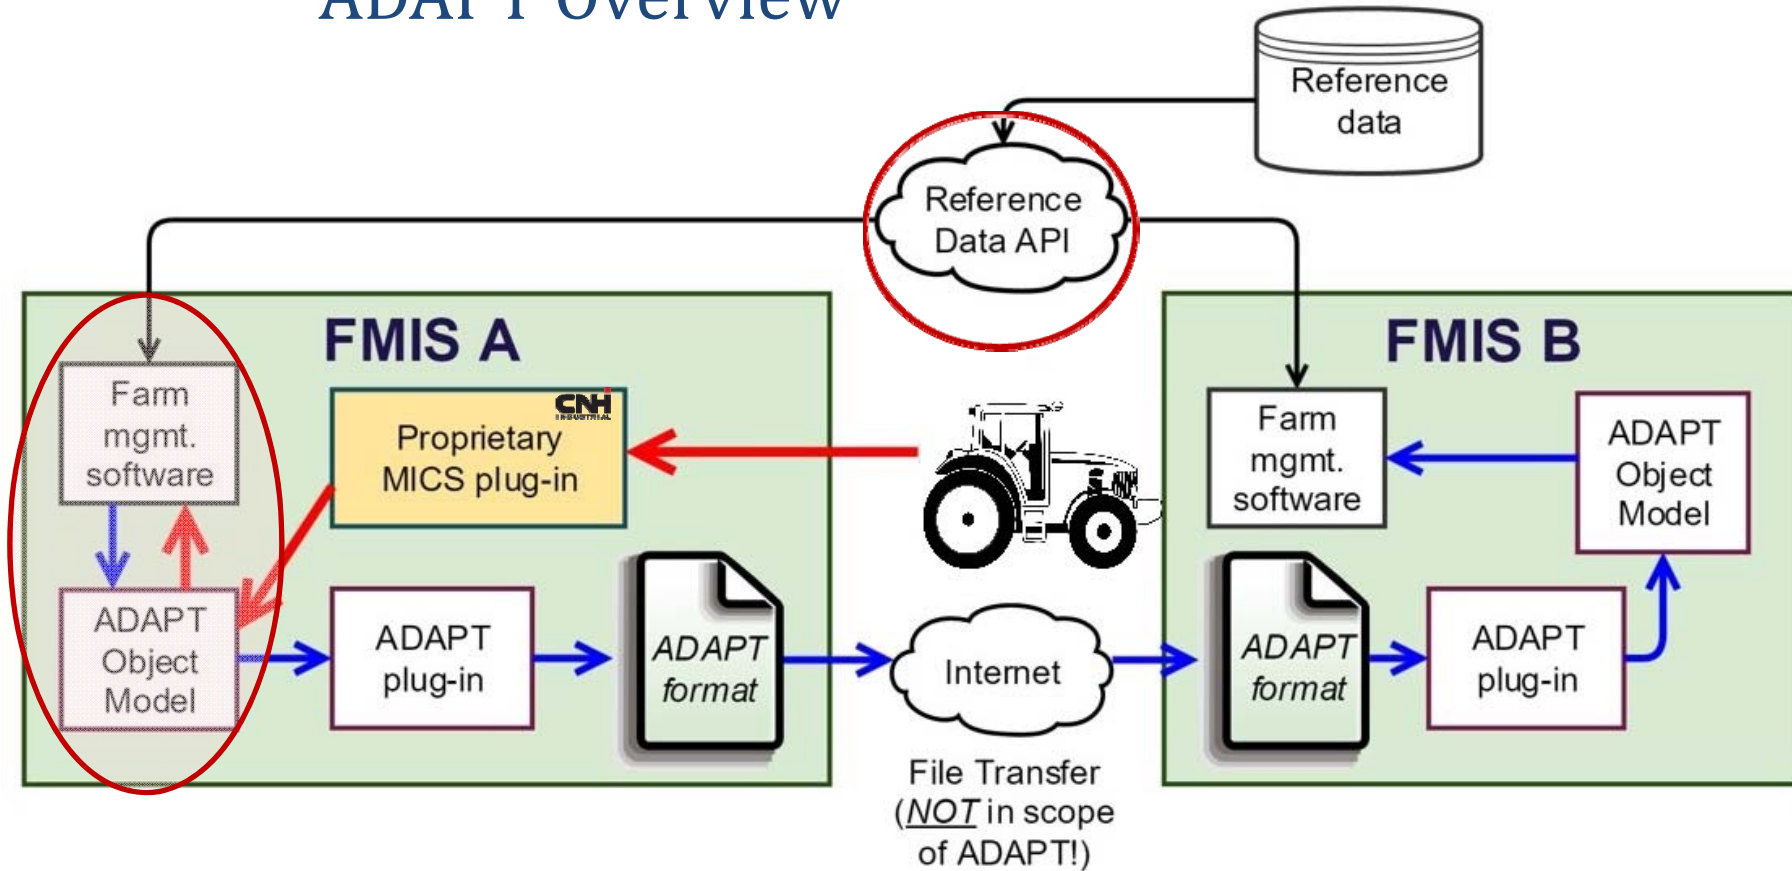 ADAPT Overview
Reference
data
Reference
Data API
FMIS A
Farm
mgmt.
software
CNH
INDUSTRIAL
Proprietary
MICS plug-in
ADAPT
Object
Model
ADAPT
plug-in
ADAPT
format
Internet
File Transfer
(NOT in scope
of ADAPT!)
FMIS B
Farm
mgmt.
software
ADAPT
Object
Model
ADAPT
format
ADAPT
plug-in